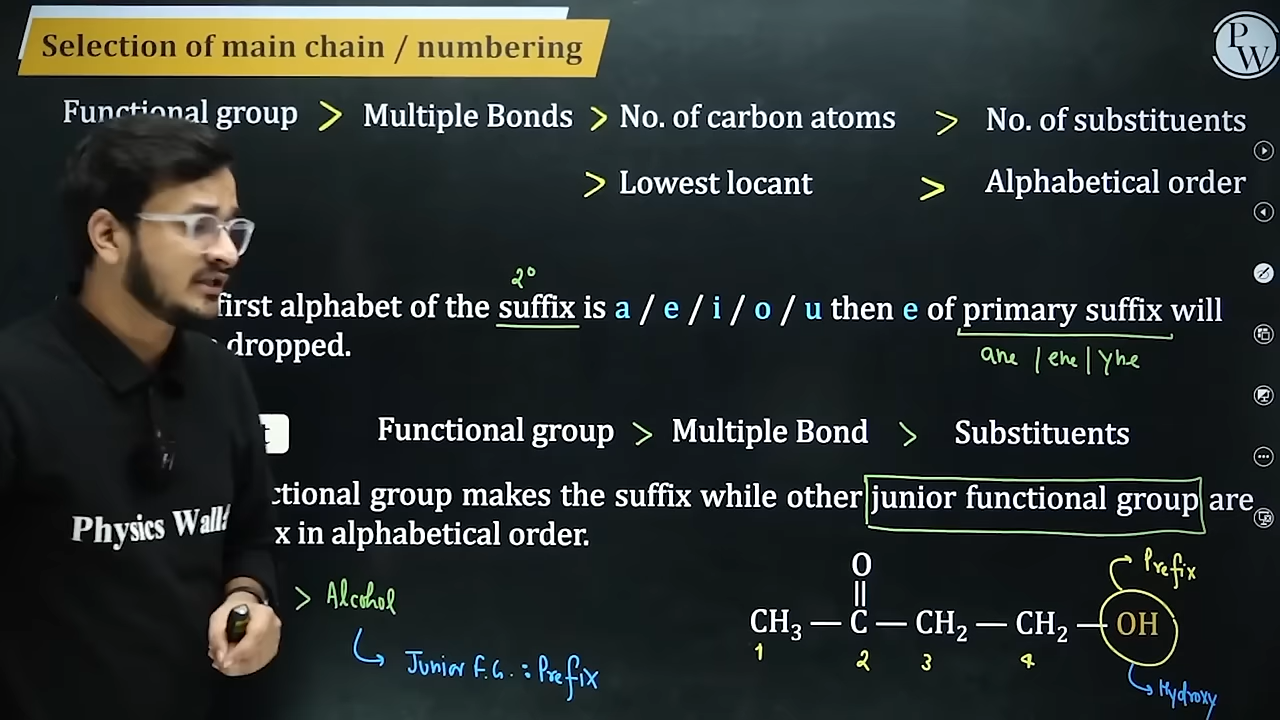 Selection of main chain / numbering
PW
Functional group > Multiple Bonds > No. of carbon atoms > No. of substituents
> Lowest locant > Alphabetical order
2°
first alphabet of the suffix is a / e / i / o / u then e of primary suffix will
dropped.
ane / ene / yne
Functional group > Multiple Bond > Substituents
group makes the suffix while other junior functional group are
in alphabetical order.
Physics
> Alcohol
Junior F.G. : Prefix
Prefix
O
CH₃ — C — CH₂ — CH₂ — OH
1 2 3 4
Hydroxy